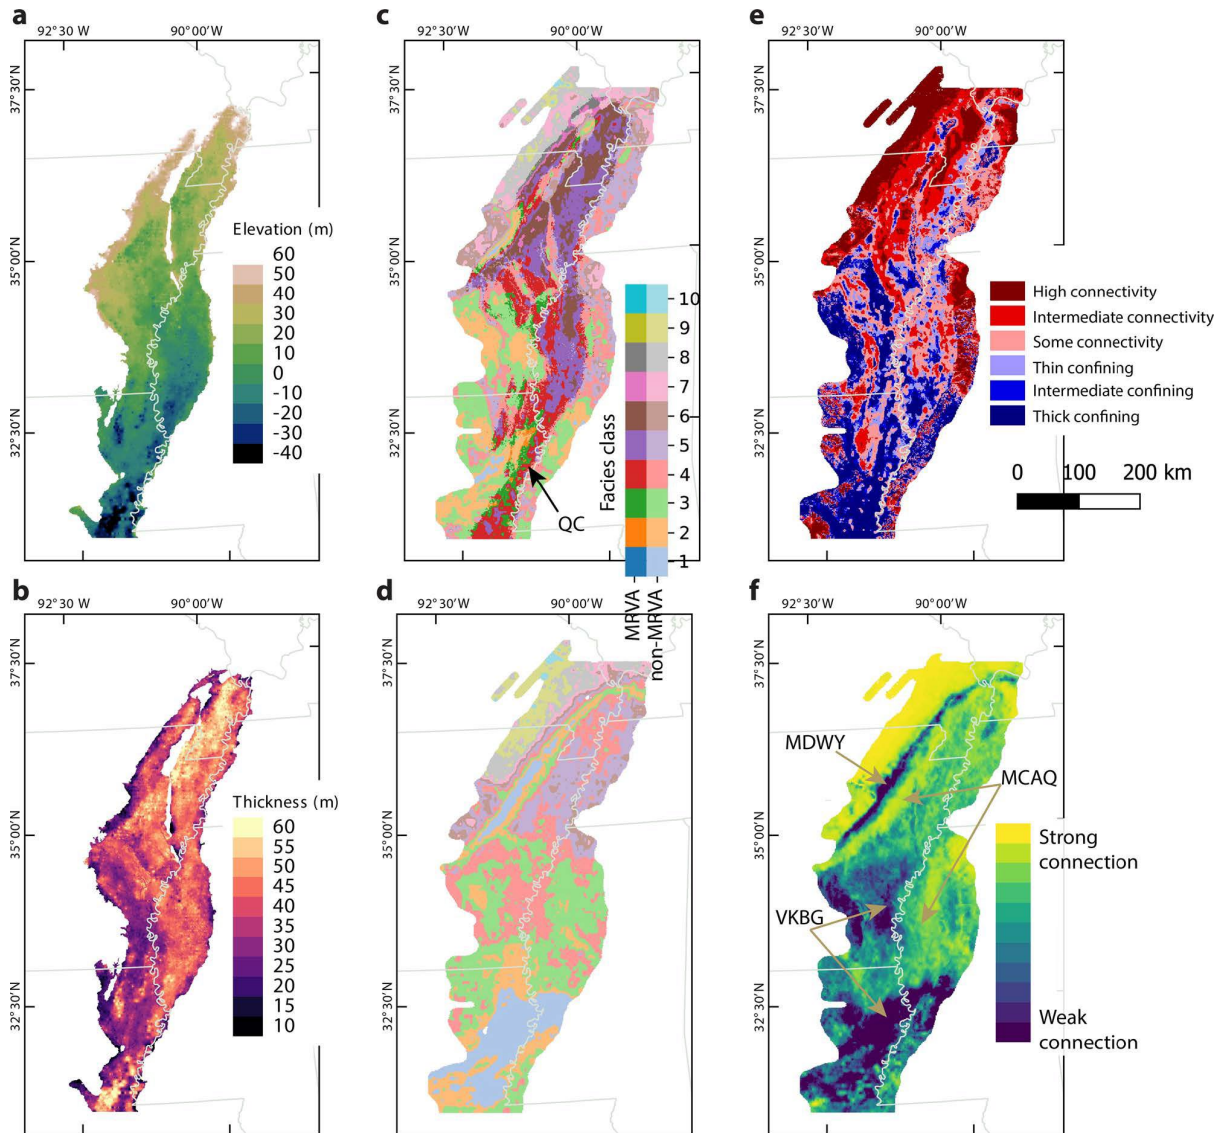 a
92°30 W
90°00'W
37°30'N
35°00'N
32°30'N
Elevation (m)
60
50
40
30
20
10
0
-10
-20
-30
-40
c
92°30 W
90°00'W
37°30'N
35°00'N
32°30'N
QC
Facies class
10
9
8
7
6
5
4
3
2
1
MRVA
non-MRVA
e
92°30 W
90°00'W
37°30'N
35°00'N
32°30'N
High connectivity
Intermediate connectivity
Some connectivity
Thin confining
Intermediate confining
Thick confining
0 100 200 km
b
92°30 W
90°00'W
37°30'N
35°00'N
32°30'N
Thickness (m)
60
55
50
45
40
35
30
25
20
15
10
d
92°30 W
90°00'W
37°30'N
35°00'N
32°30'N
f
92°30 W
90°00'W
37°30'N
35°00'N
32°30'N
MDWY
MCAQ
VKBG
Strong
connection
Weak
connection